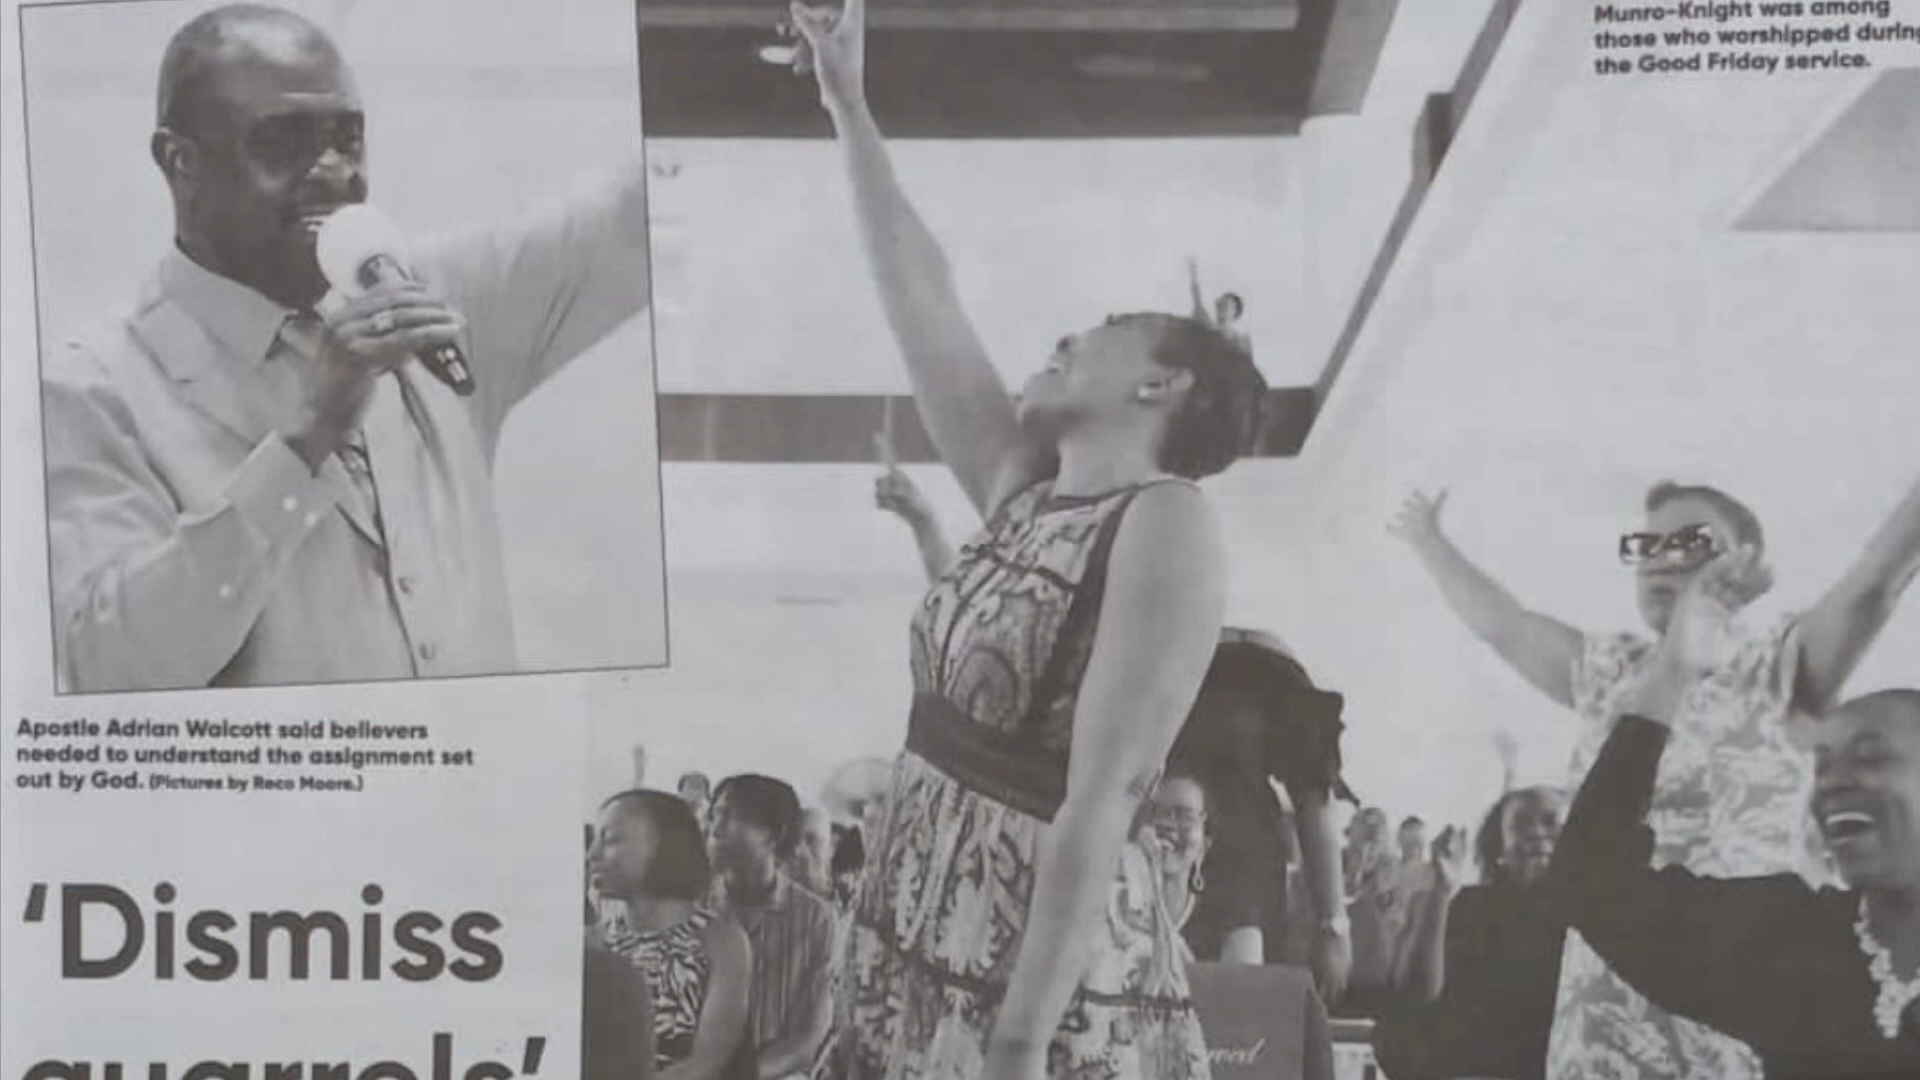 Munro-Knight was among
those who worshipped during
the Good Friday service.
Apostle Adrian Walcott said believers
needed to understand the assignment set
out by God. (Pictures by Reco Moore.)
‘Dismiss
quarrels’